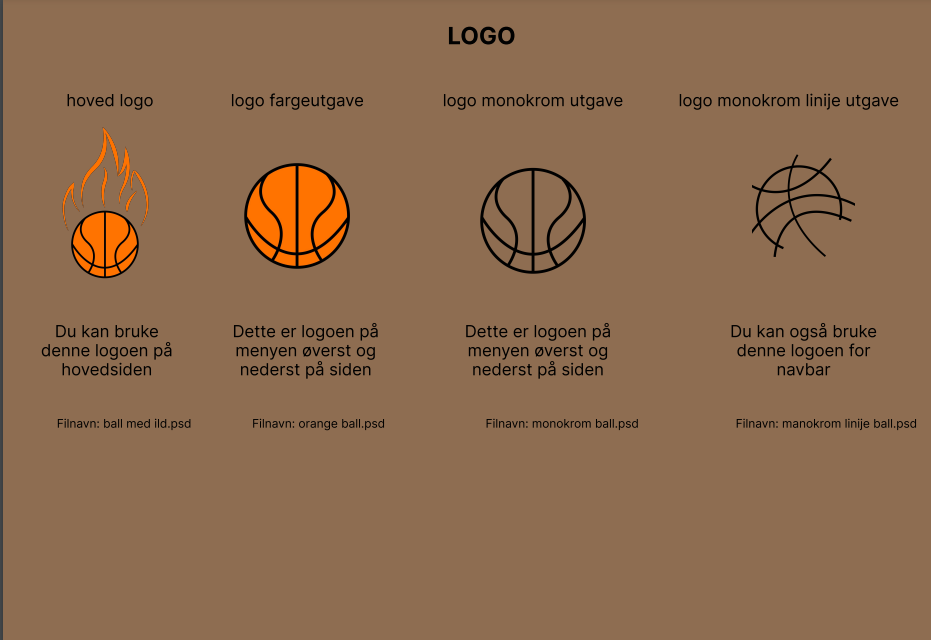 LOGO
hoved logo
logo fargeutgave
logo monokrom utgave
logo monokrom linije utgave
Du kan bruke
denne logoen på
hovedsiden
Dette er logoen på
menyen øverst og
nederst på siden
Dette er logoen på
menyen øverst og
nederst på siden
Du kan også bruke
denne logoen for
navbar
Filnavn: ball med ild.psd
Filnavn: orange ball.psd
Filnavn: monokrom ball.psd
Filnavn: manokrom linije ball.psd